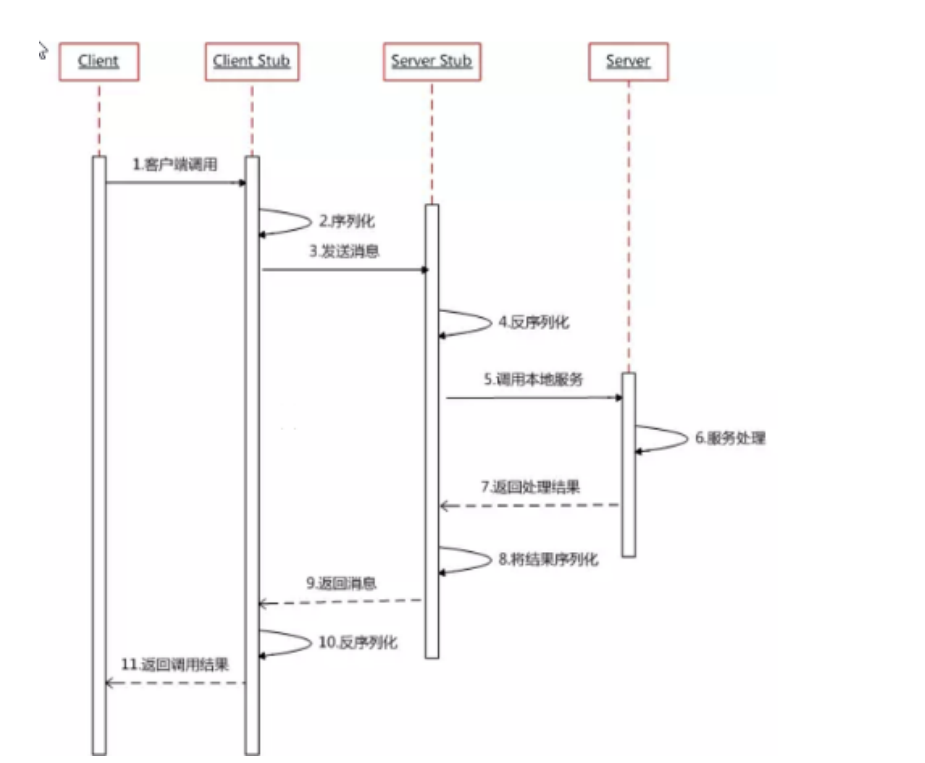 Client
Client Stub
Server Stub
Server
1.客户端调用
2.序列化
3.发送消息
4.反序列化
5.调用本地服务
6.服务处理
7.返回处理结果
8.将结果序列化
9.返回消息
10.反序列化
11.返回调用结果